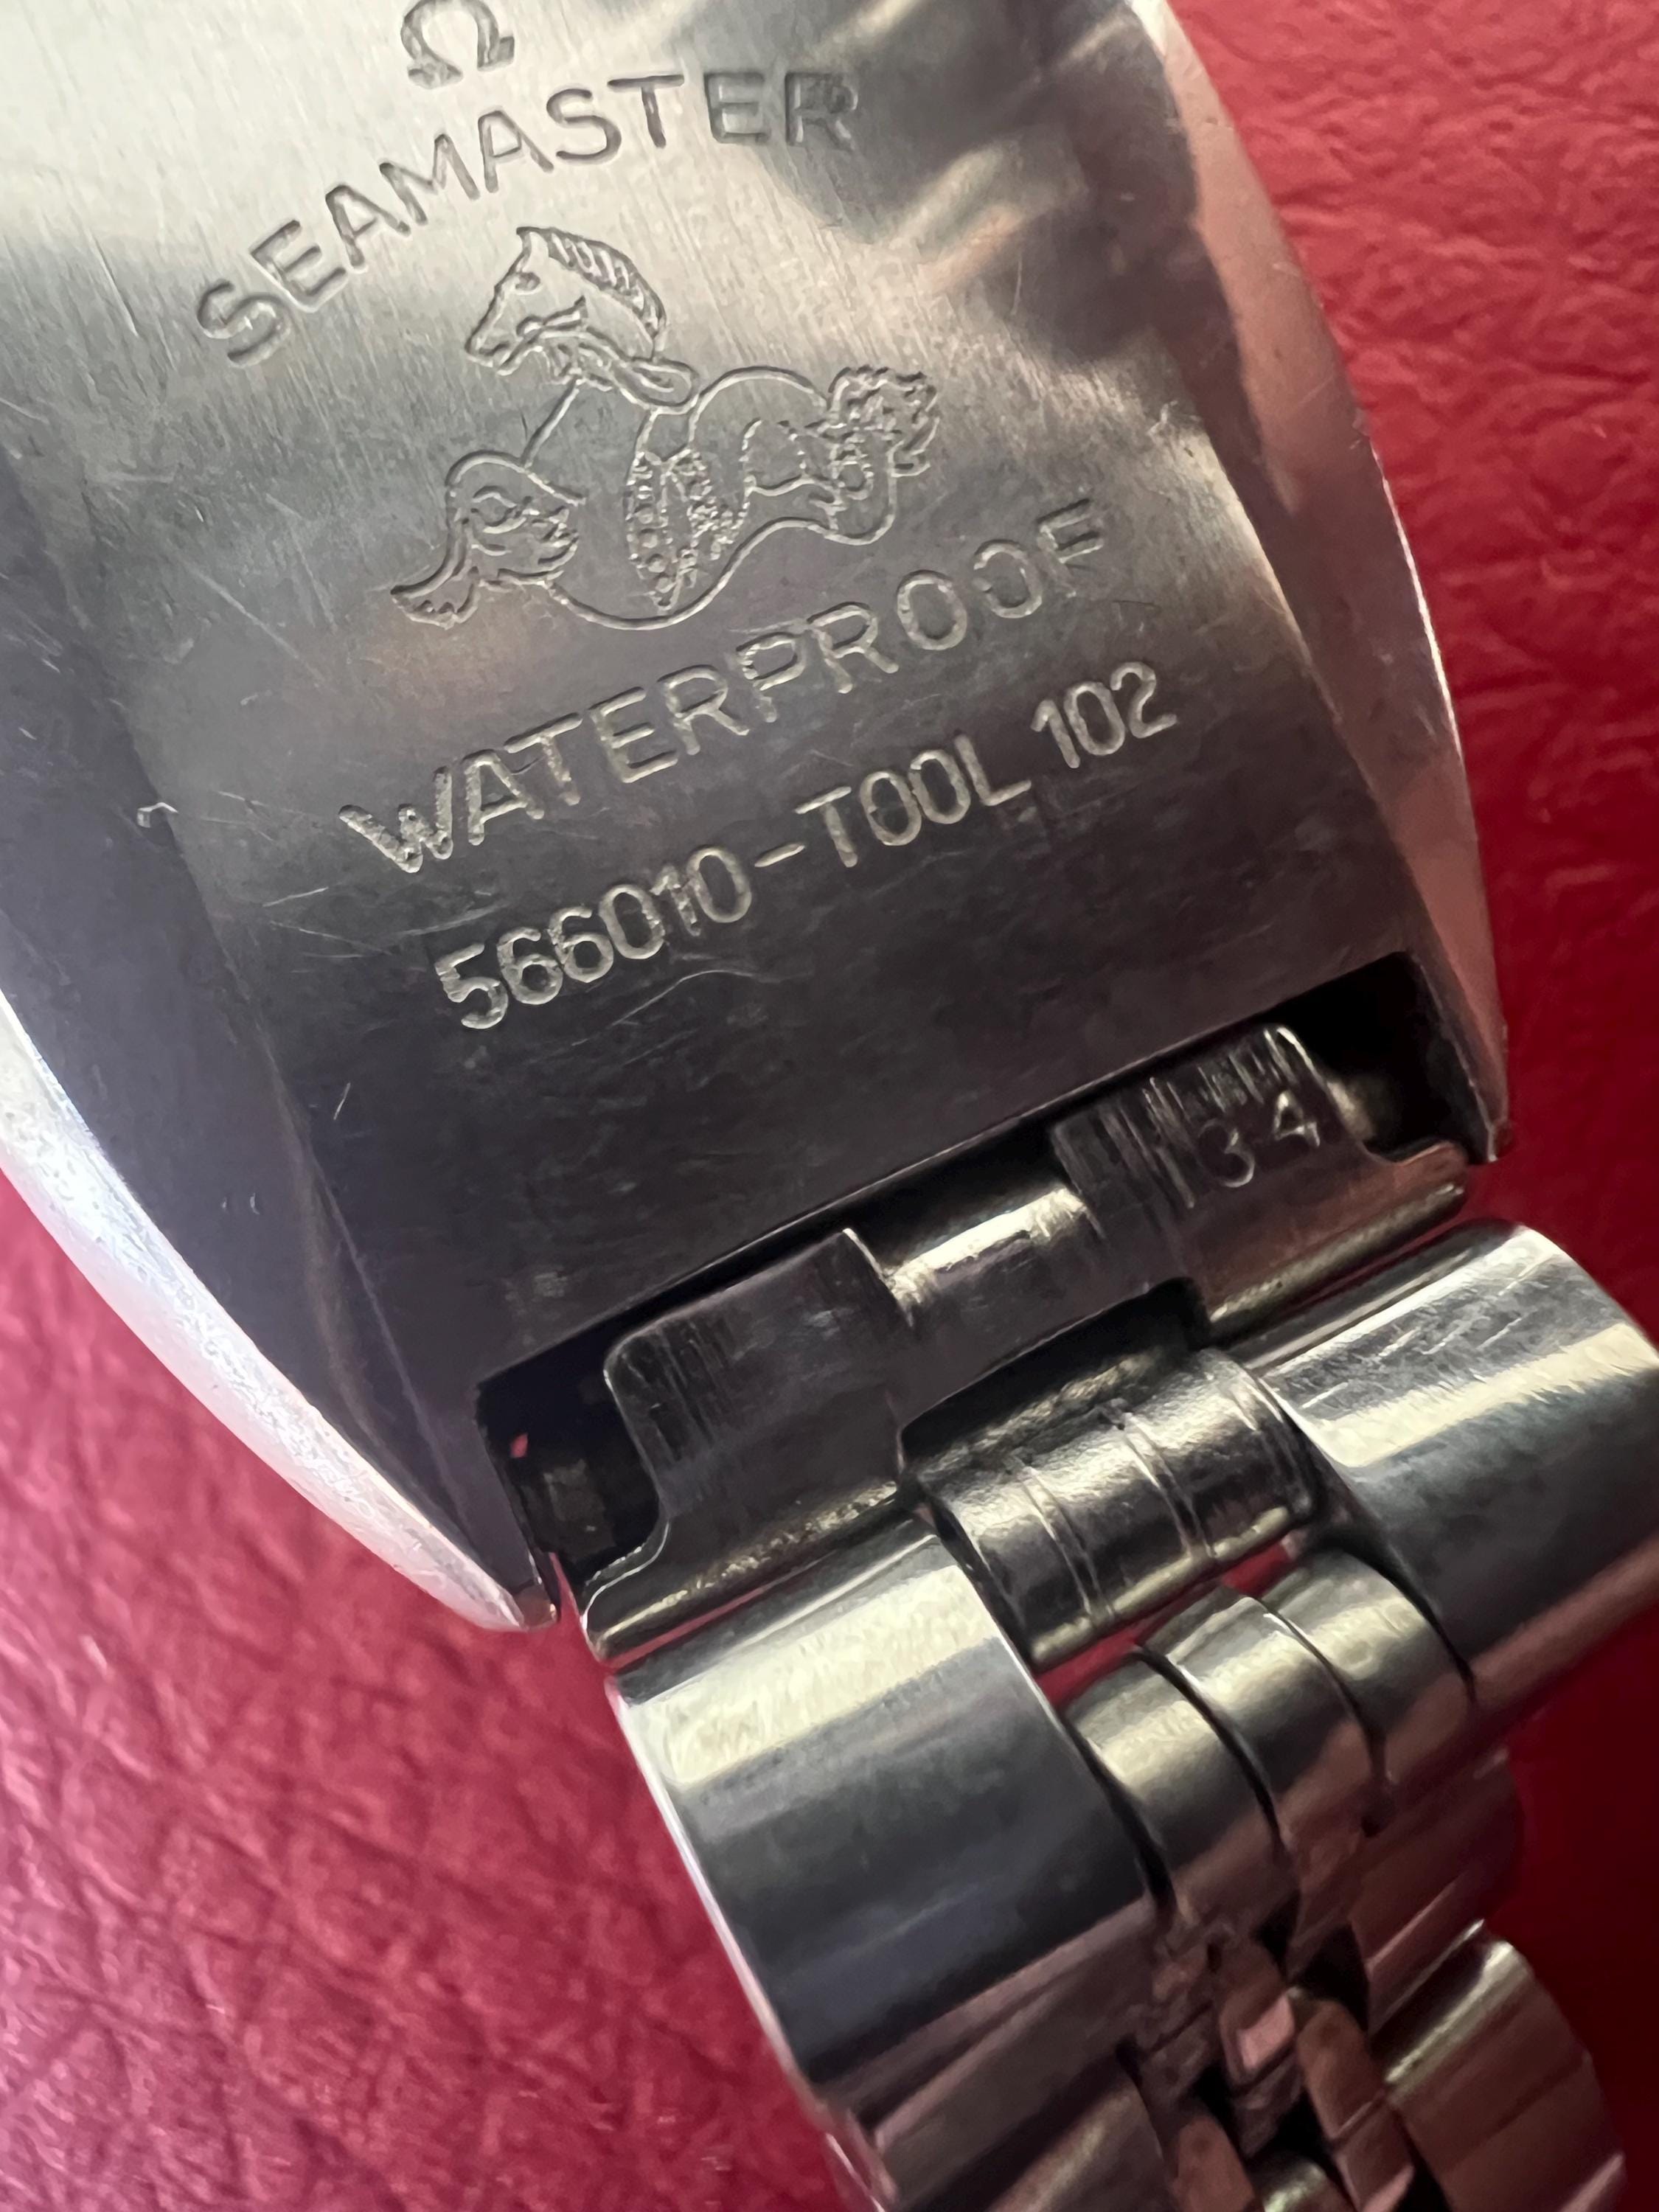 Ω
SEAMASTER
WATERPROOF
566010-TOOL 102
34